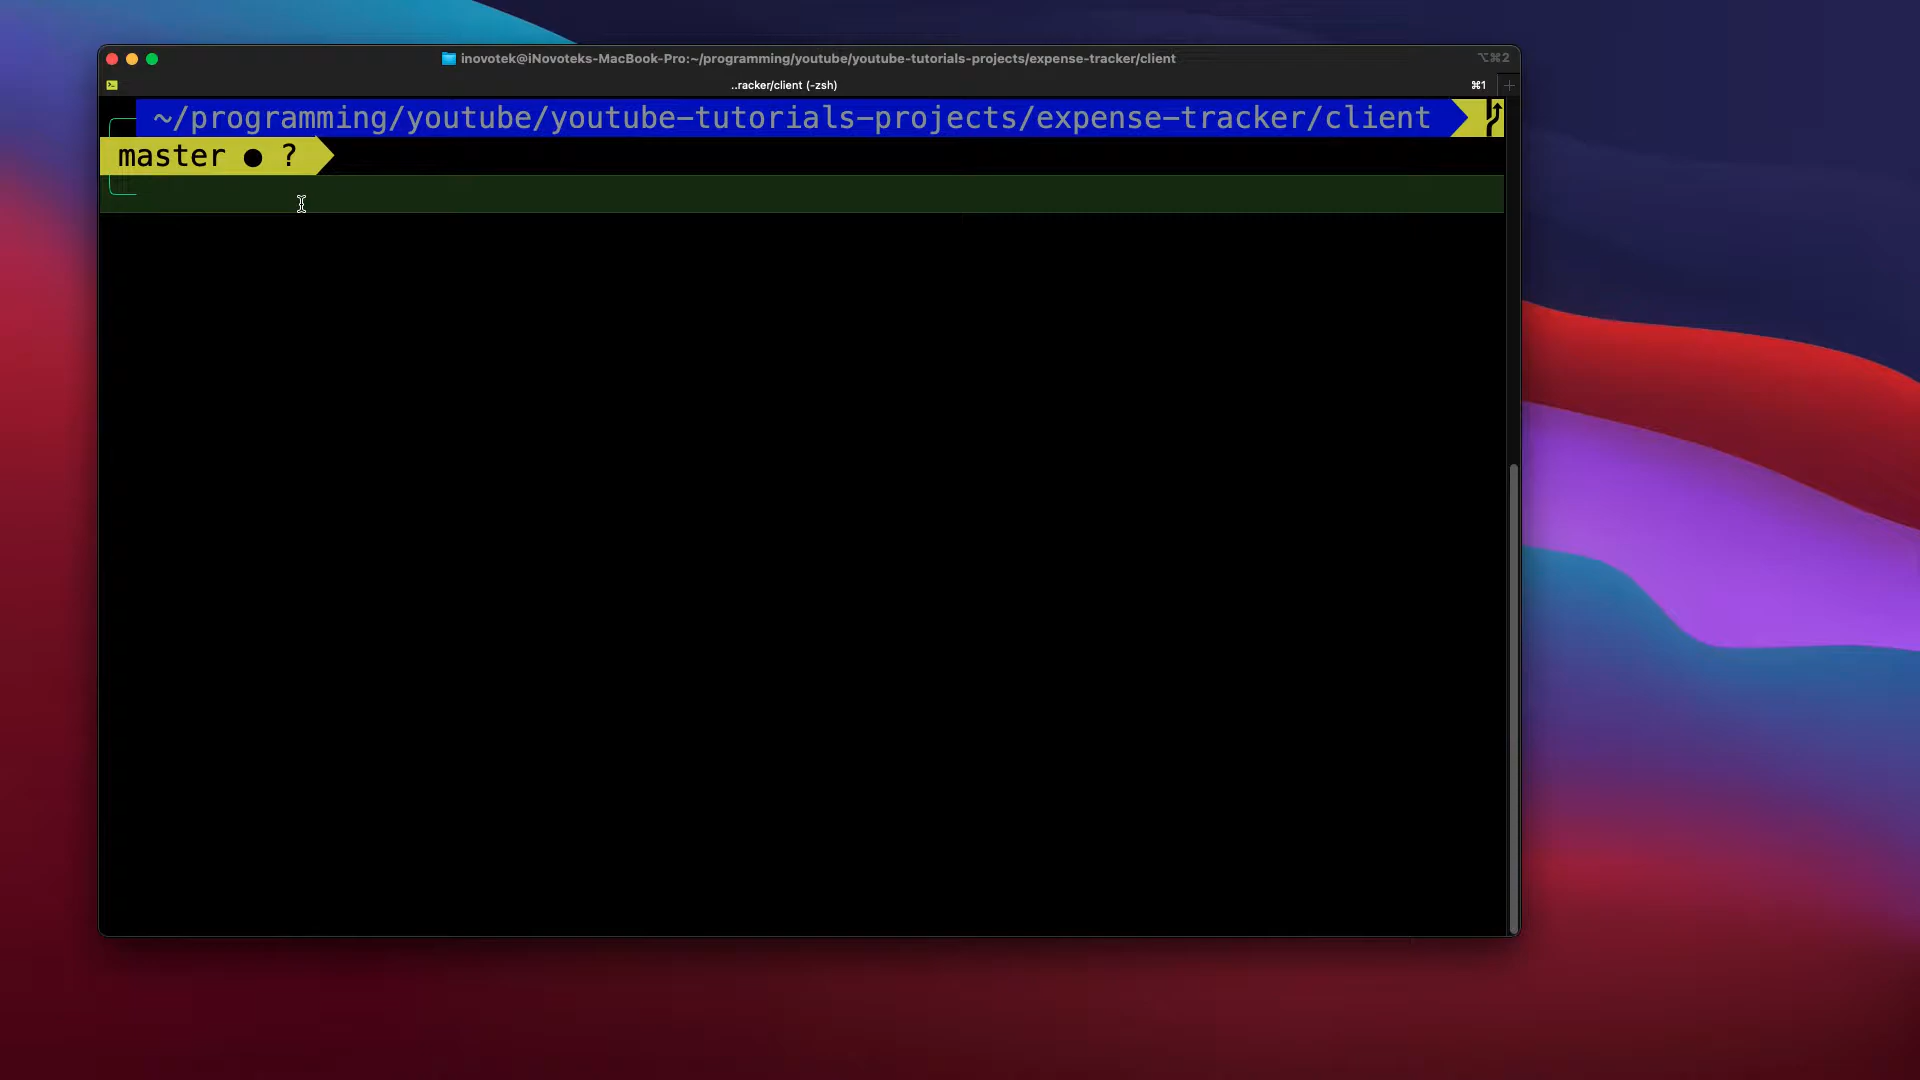 inovotek@iNovoteks-MacBook-Pro:~/programming/youtube/youtube-tutorials-projects/expense-tracker/client
⌥⌘2
..racker/client (-zsh)
⌘1
~/programming/youtube/youtube-tutorials-projects/expense-tracker/client
master ● ?